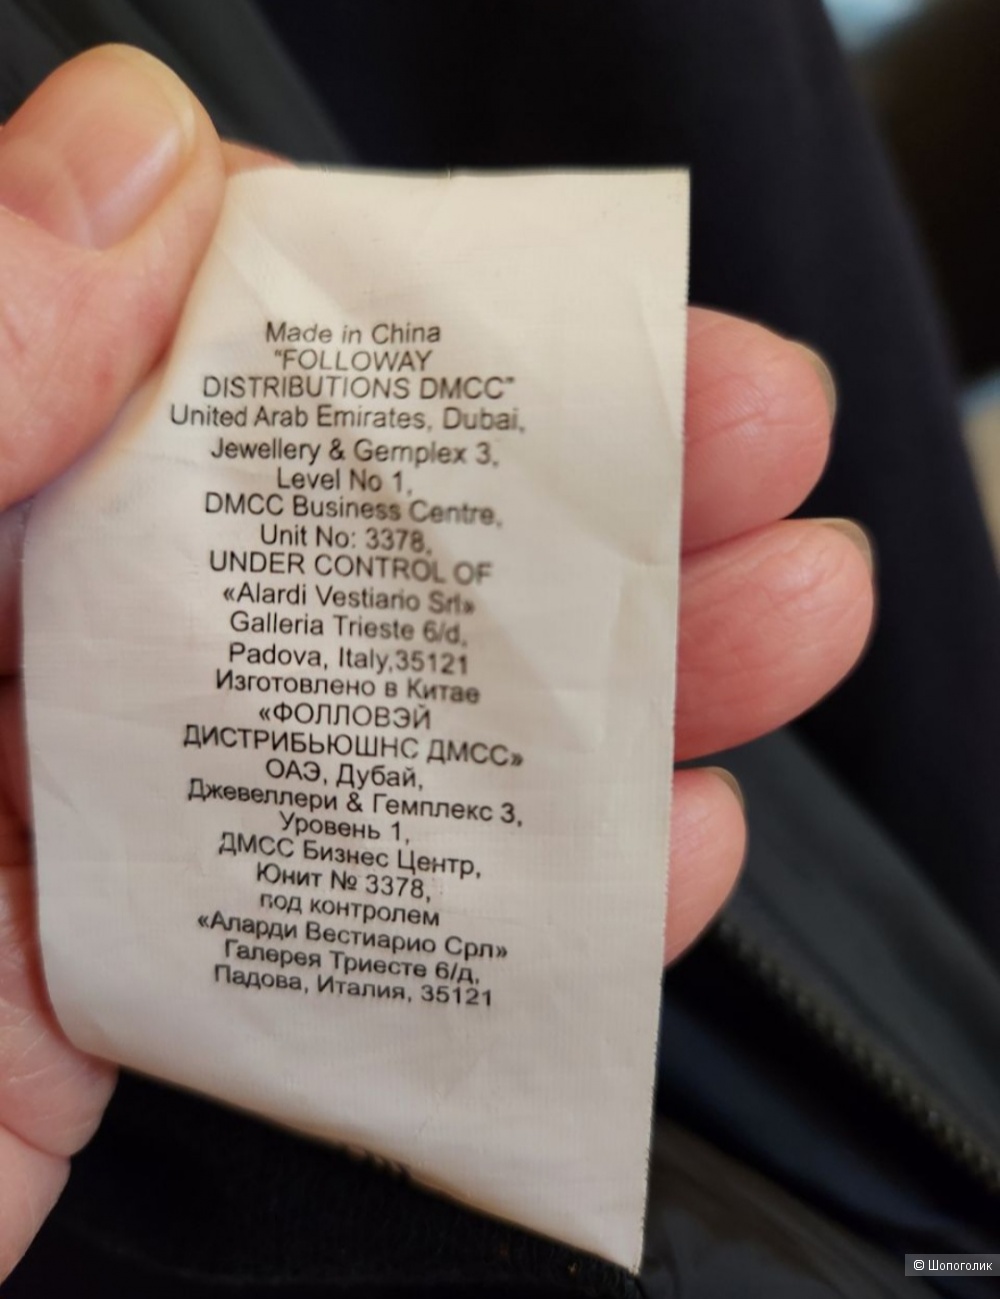 Made in China
"FOLLOWAY
DISTRIBUTIONS DMCC"
United Arab Emirates, Dubai,
Jewellery & Gemplex 3,
Level No 1,
DMCC Business Centre,
Unit No: 3378,
UNDER CONTROL OF
«Alardi Vestiario Srl»
Galleria Trieste 6/d,
Padova, Italy,35121
Изготовлено в Китае
«ФОЛЛОВЭЙ
ДИСТРИБЬЮШНС ДМСС»
ОАЭ, Дубай,
Джевеллери & Гемплекс 3,
Уровень 1,
ДМСС Бизнес Центр,
Юнит № 3378,
под контролем
«Аларди Вестиарио Срл»
Галерея Триесте 6/д,
Падова, Италия, 35121
© Шопоголик